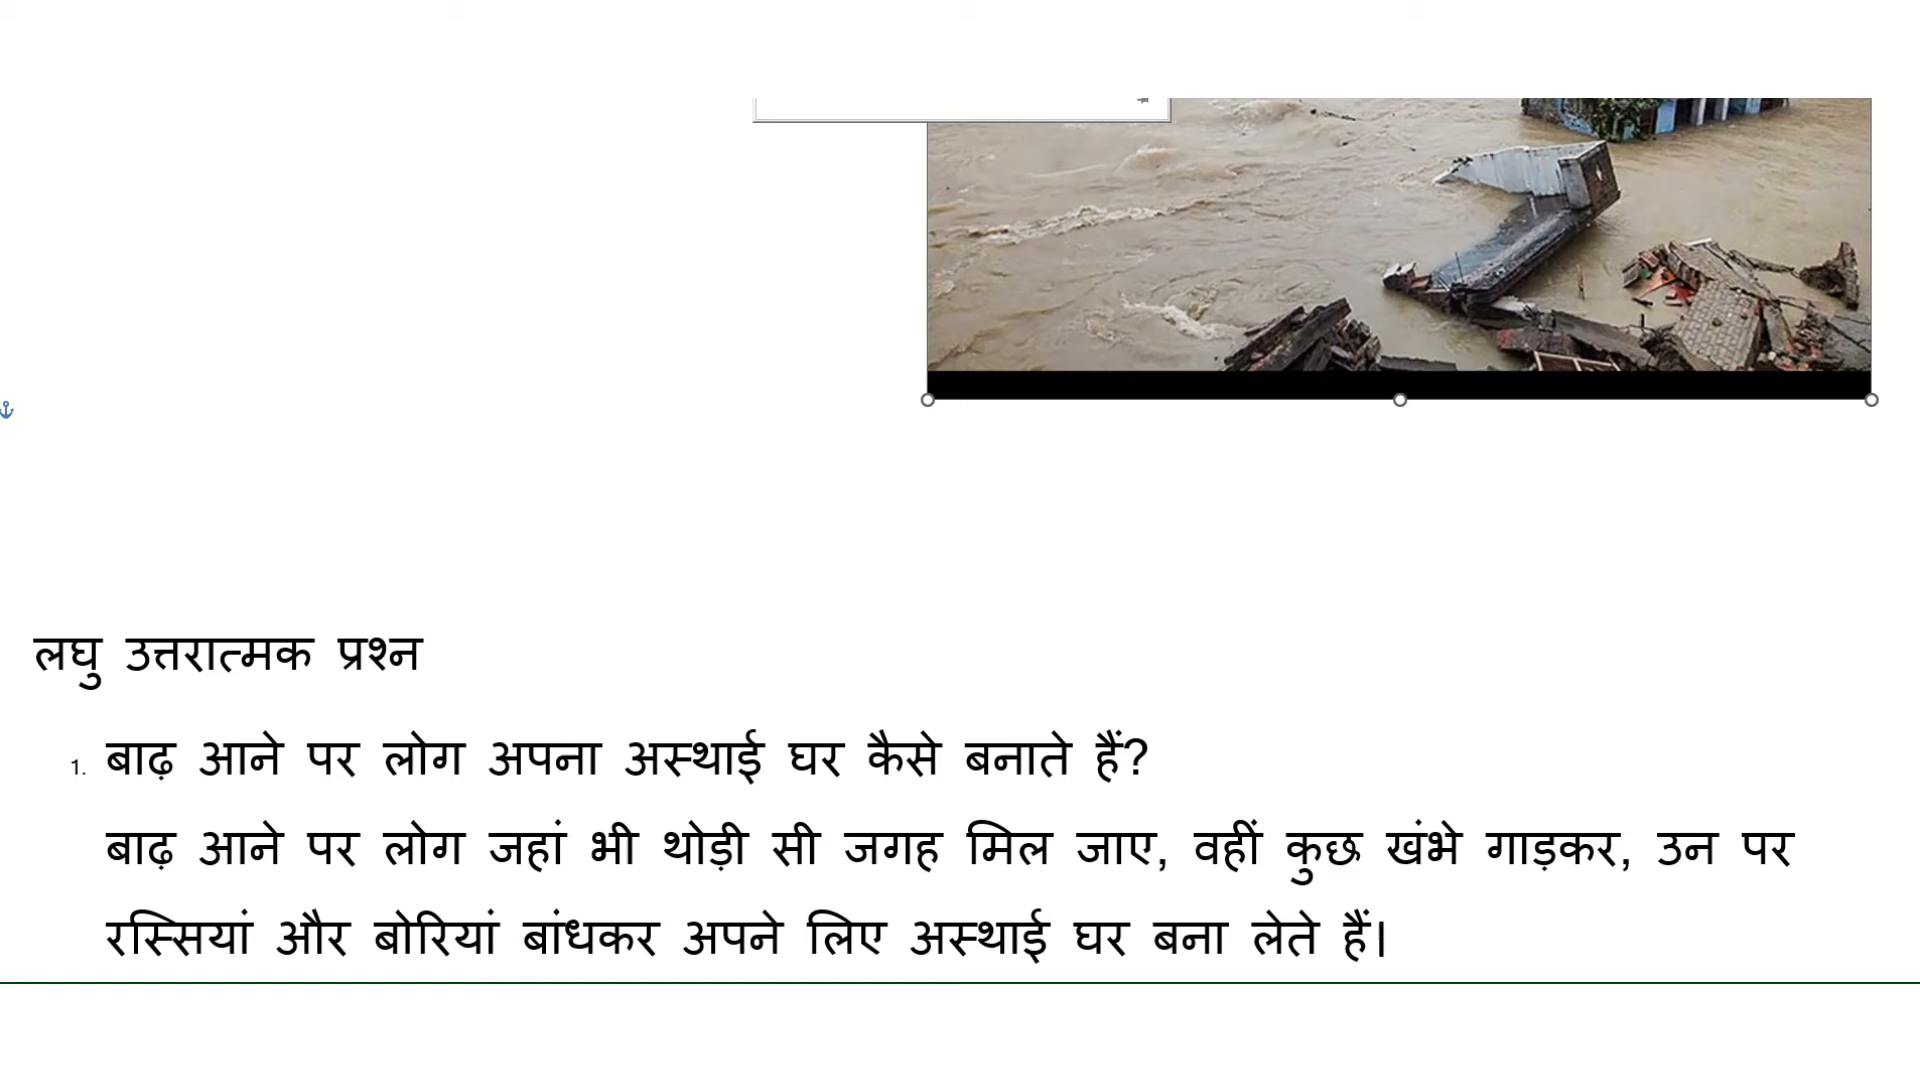 लघु उत्तरात्मक प्रश्न
1. बाढ़ आने पर लोग अपना अस्थाई घर कैसे बनाते हैं?
बाढ़ आने पर लोग जहां भी थोड़ी सी जगह मिल जाए, वहीं कुछ खंभे गाड़कर, उन पर
रस्सियां और बोरियां बांधकर अपने लिए अस्थाई घर बना लेते हैं।